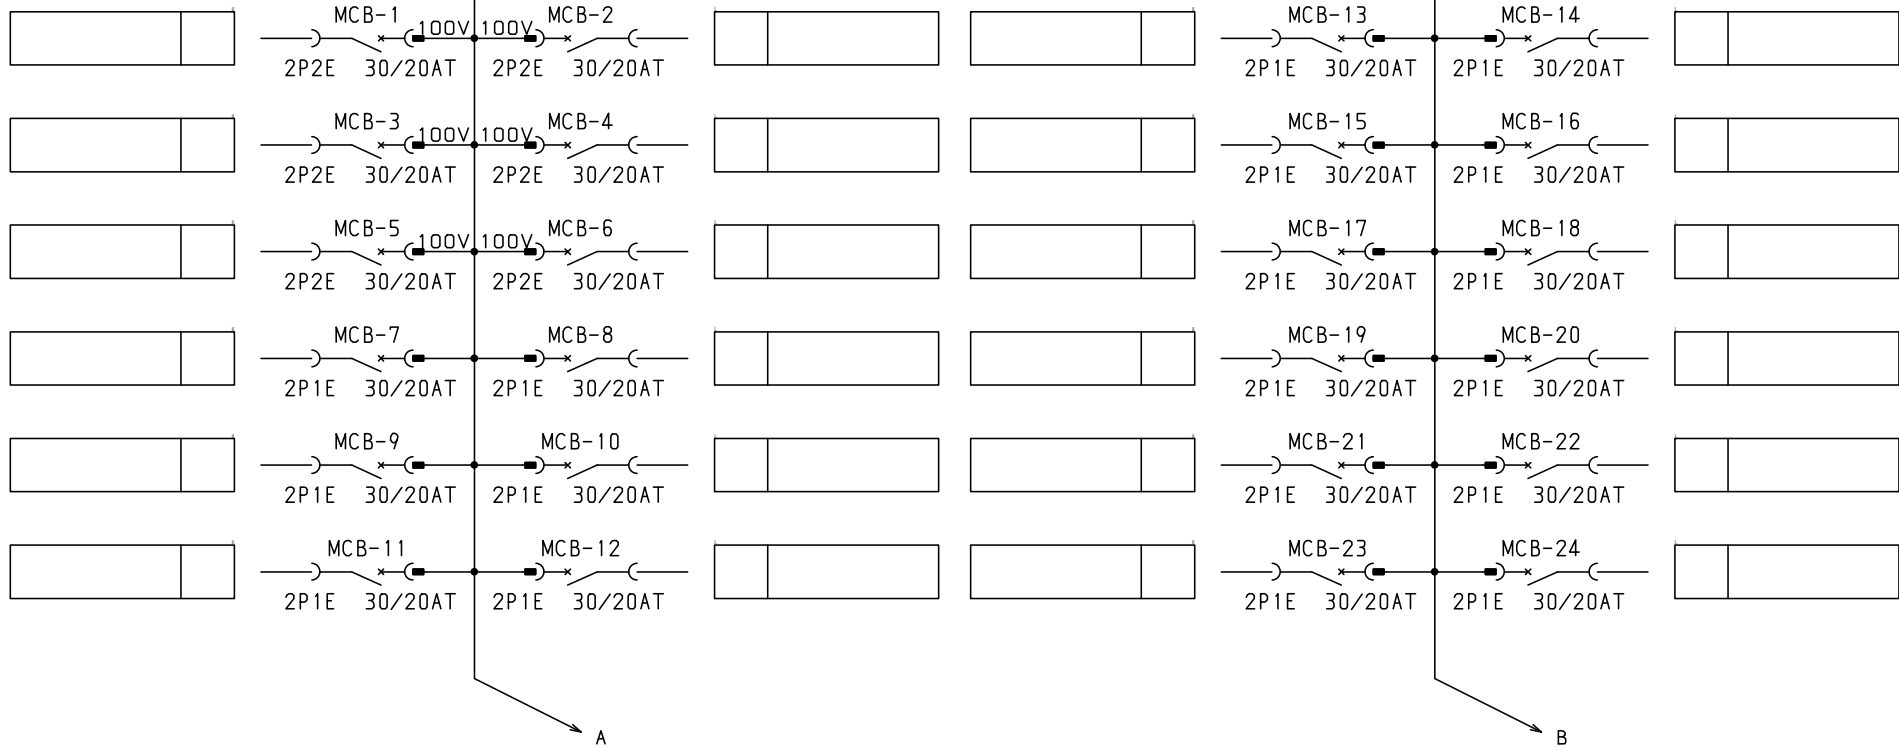 MCB-1 100V 100V MCB-2 MCB-13 MCB-14
2P2E 30/20AT 2P2E 30/20AT 2P1E 30/20AT 2P1E 30/20AT
MCB-3 100V 100V MCB-4 MCB-15 MCB-16
2P2E 30/20AT 2P2E 30/20AT 2P1E 30/20AT 2P1E 30/20AT
MCB-5 100V 100V MCB-6 MCB-17 MCB-18
2P2E 30/20AT 2P2E 30/20AT 2P1E 30/20AT 2P1E 30/20AT
MCB-7 MCB-8 MCB-19 MCB-20
2P1E 30/20AT 2P1E 30/20AT 2P1E 30/20AT 2P1E 30/20AT
MCB-9 MCB-10 MCB-21 MCB-22
2P1E 30/20AT 2P1E 30/20AT 2P1E 30/20AT 2P1E 30/20AT
MCB-11 MCB-12 MCB-23 MCB-24
2P1E 30/20AT 2P1E 30/20AT 2P1E 30/20AT 2P1E 30/20AT
A B